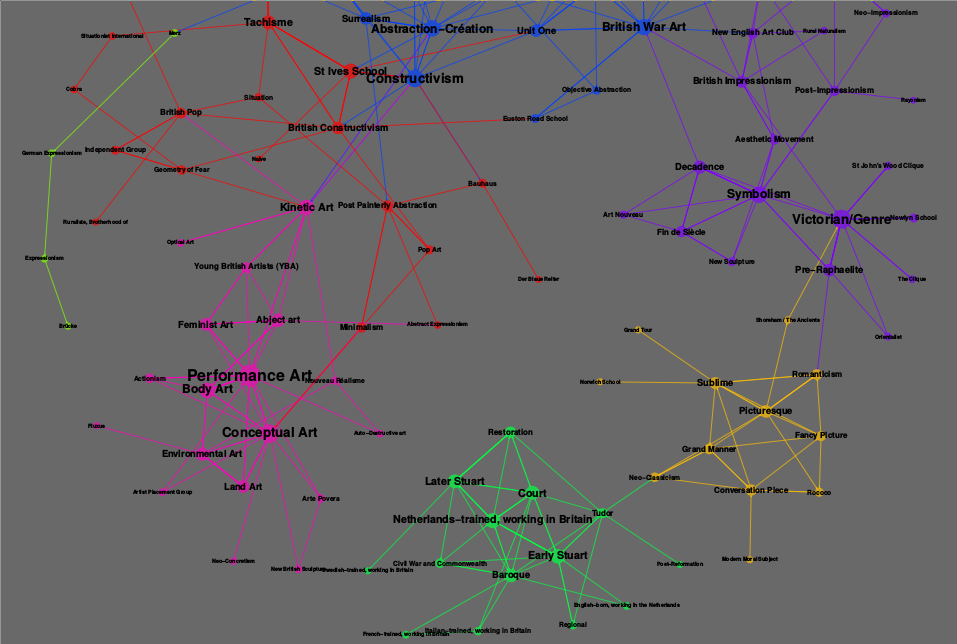 Neo-Impressionism
Surrealism
Tachisme
Abstraction-Création
British War Art
Unit One
New English Art Club
Rural Naturalism
Situationist International
Merz
St Ives School
Constructivism
British Impressionism
Cobra
Objective Abstraction
Post-Impressionism
Situation
Rayonism
British Pop
Euston Road School
British Constructivism
Aesthetic Movement
German Expressionism
Independent Group
Naive
Geometry of Fear
Decadence
St John's Wood Clique
Bauhaus
Symbolism
Kinetic Art
Post Painterly Abstraction
Art Nouveau
Victorian/Genre
Newlyn School
Ruralists, Brotherhood of
Fin de Siècle
Optical Art
Pop Art
Expressionism
New Sculpture
Young British Artists (YBA)
Pre-Raphaelite
Der Blaue Reiter
The Clique
Brücke
Feminist Art
Abject art
Minimalism
Abstract Expressionism
Shoreham / The Ancients
Grand Tour
Orientalist
Performance Art
Actionism
Nouveau Réalisme
Body Art
Norwich School
Sublime
Romanticism
Picturesque
Fluxus
Conceptual Art
Auto-Destructive art
Restoration
Fancy Picture
Environmental Art
Grand Manner
Later Stuart
Neo-Classicism
Artist Placement Group
Land Art
Arte Povera
Court
Conversation Piece
Rococo
Netherlands-trained, working in Britain
Tudor
Neo-Concretism
New British Sculpture
Swedish-trained, working in Britain
Civil War and Commonwealth
Early Stuart
Baroque
Post-Reformation
Modern Moral Subject
English-born, working in the Netherlands
Regional
French-trained, working in Britain
Italian-trained, working in Britain